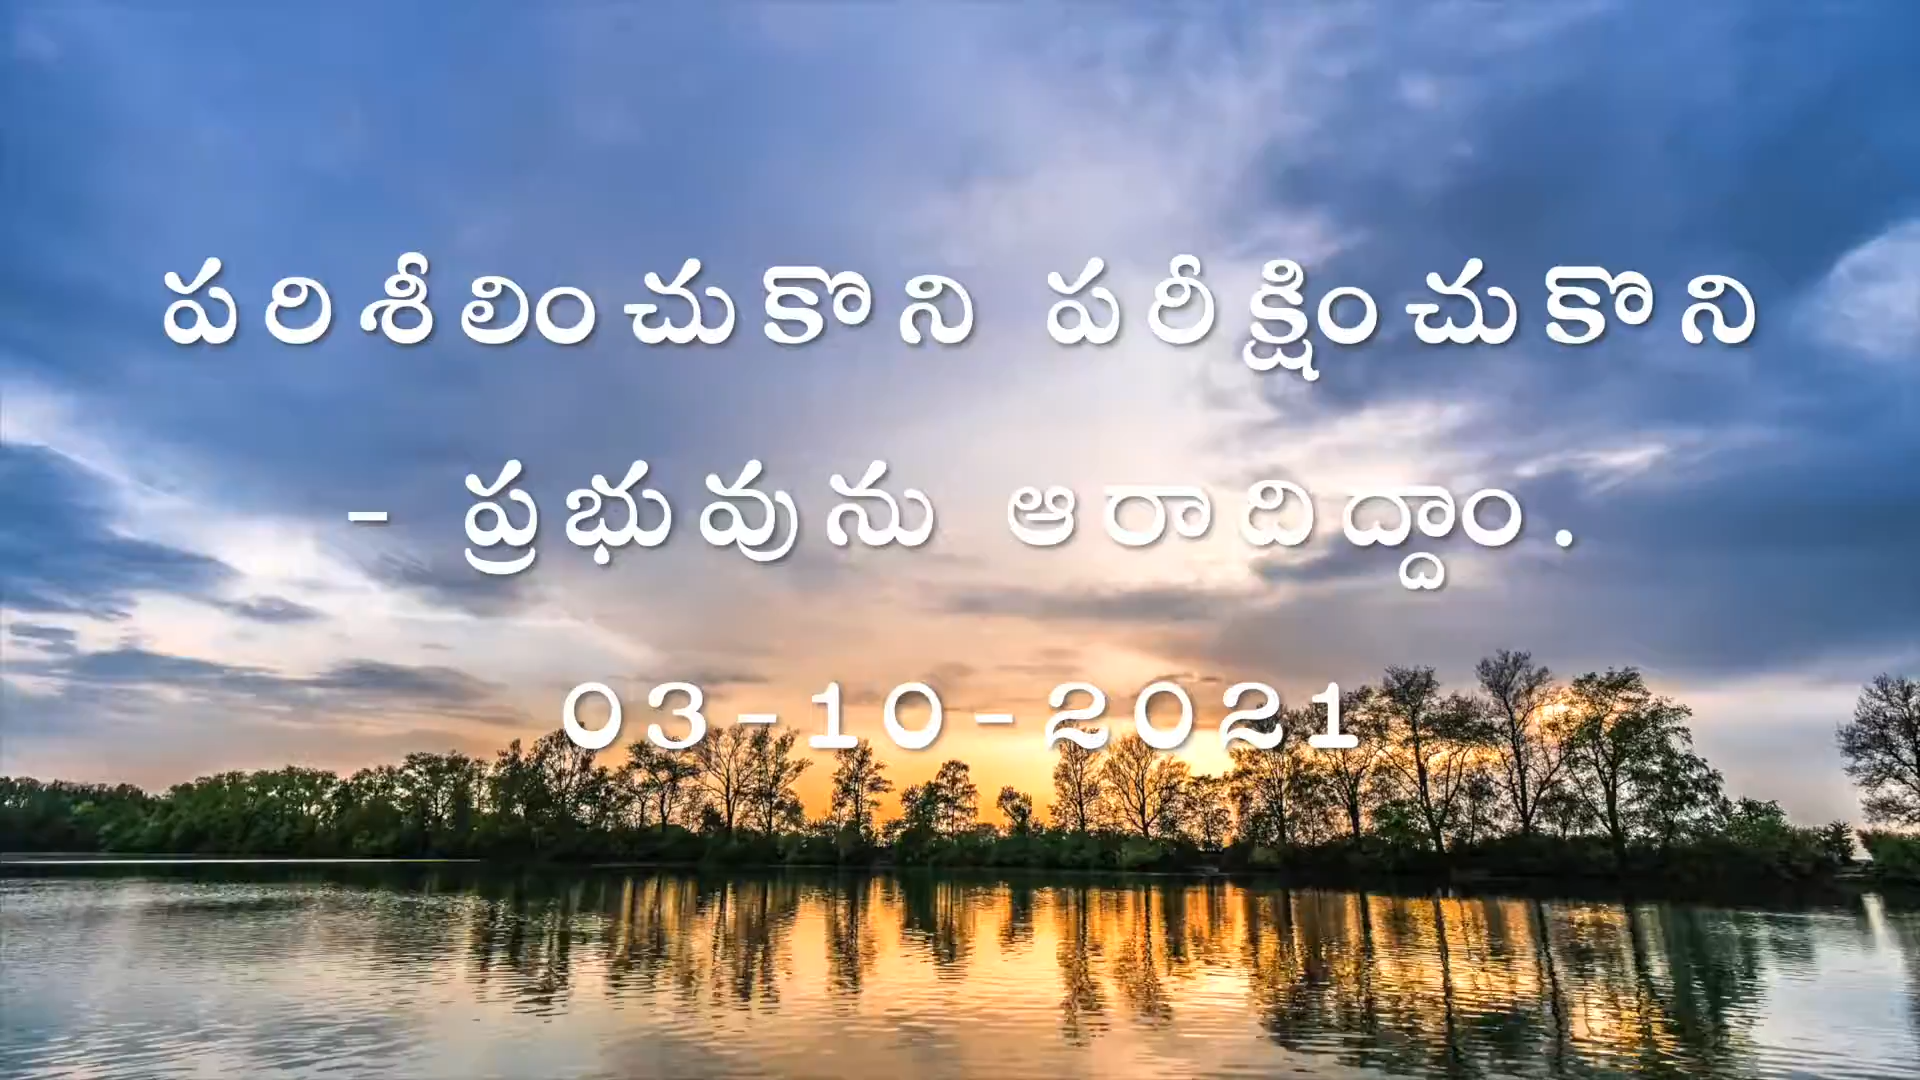 పరిశీలించుకొని పరీక్షించుకొని
- ప్రభువును ఆరాదిద్దాం.
03-10-2021